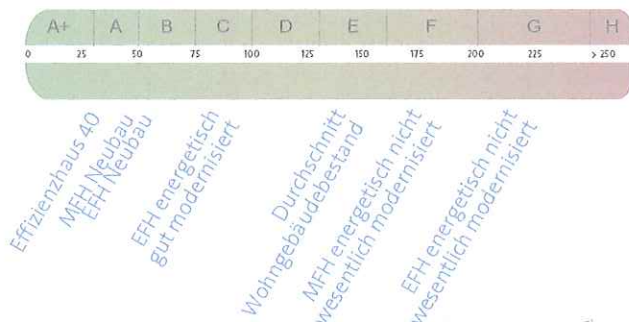 A+ A B C D E F G H
0 25 50 75 100 125 150 175 200 225 > 250
Effizienzhaus 40
MFH Neubau
EFH Neubau
EFH energetisch
gut modernisiert
Durchschnitt
Wohngebäudebestand
MFH energetisch nicht
wesentlich modernisiert
EFH energetisch nicht
wesentlich modernisiert